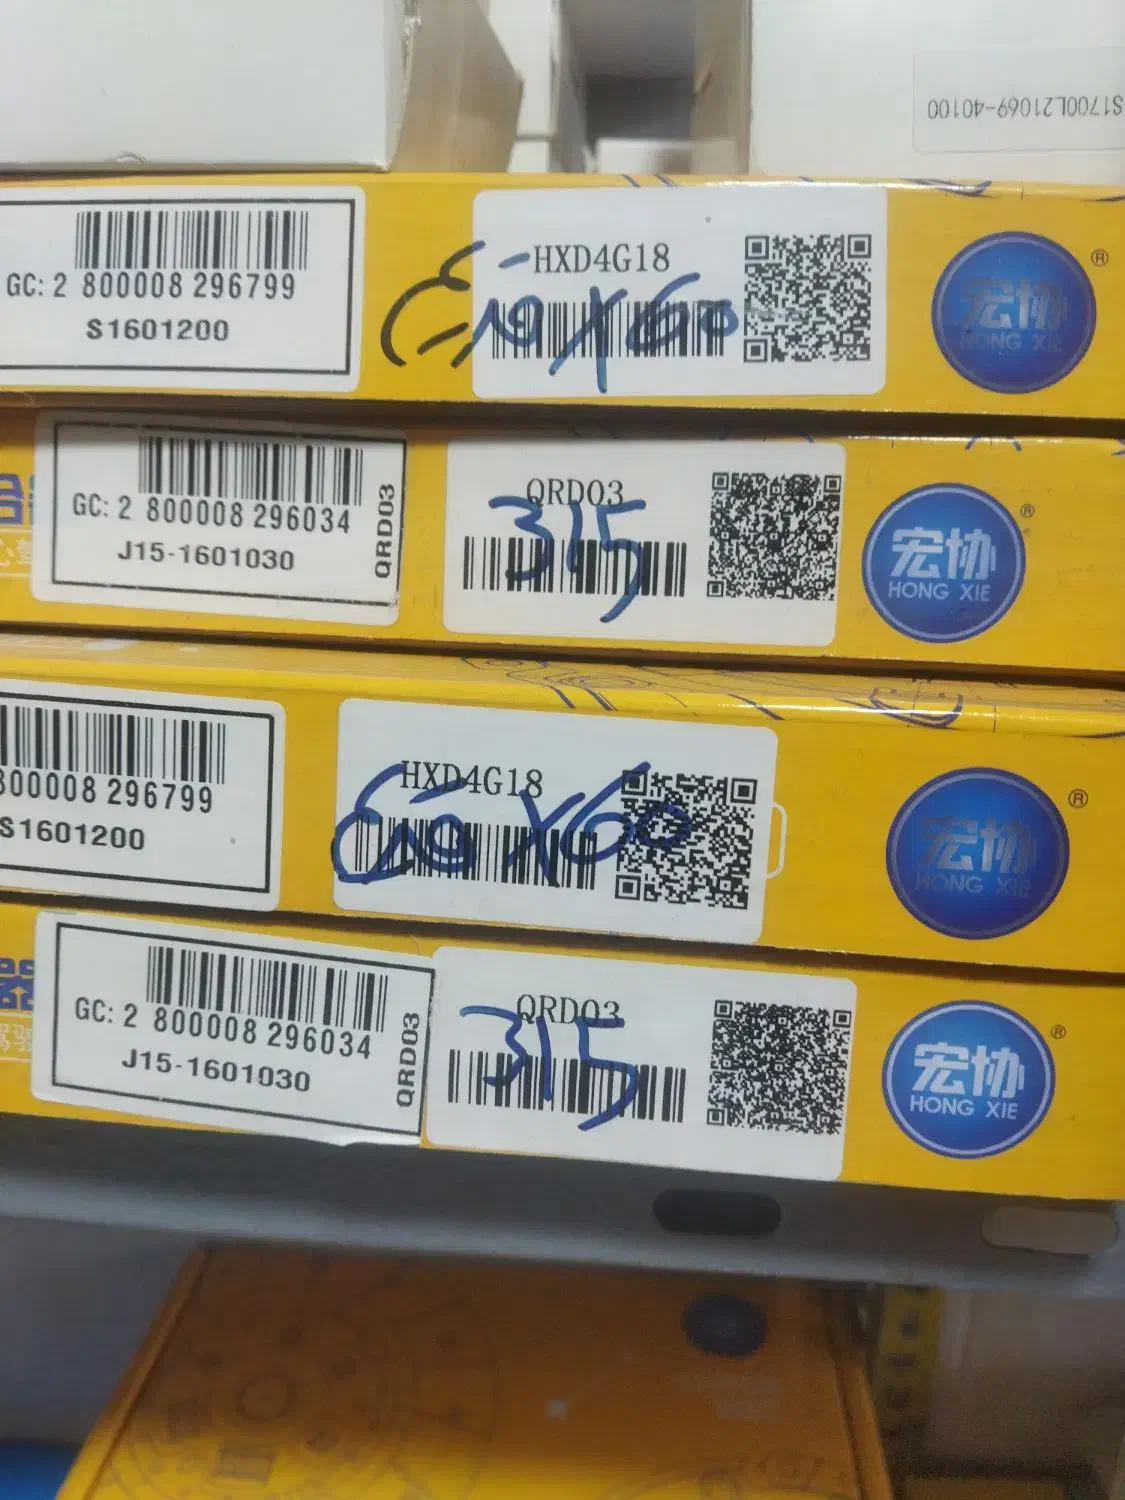 S1700L21069-40100
GC: 2 800008 296799
S1601200
HXD4G18
宏协
HONG XIE
®
GC: 2 800008 296034
J15-1601030
QRD03
QRD03
315
宏协
HONG XIE
®
800008 296799
S1601200
HXD4G18
X60
宏协
HONG XIE
®
GC: 2 800008 296034
J15-1601030
QRD03
QRD03
315
宏协
HONG XIE
®